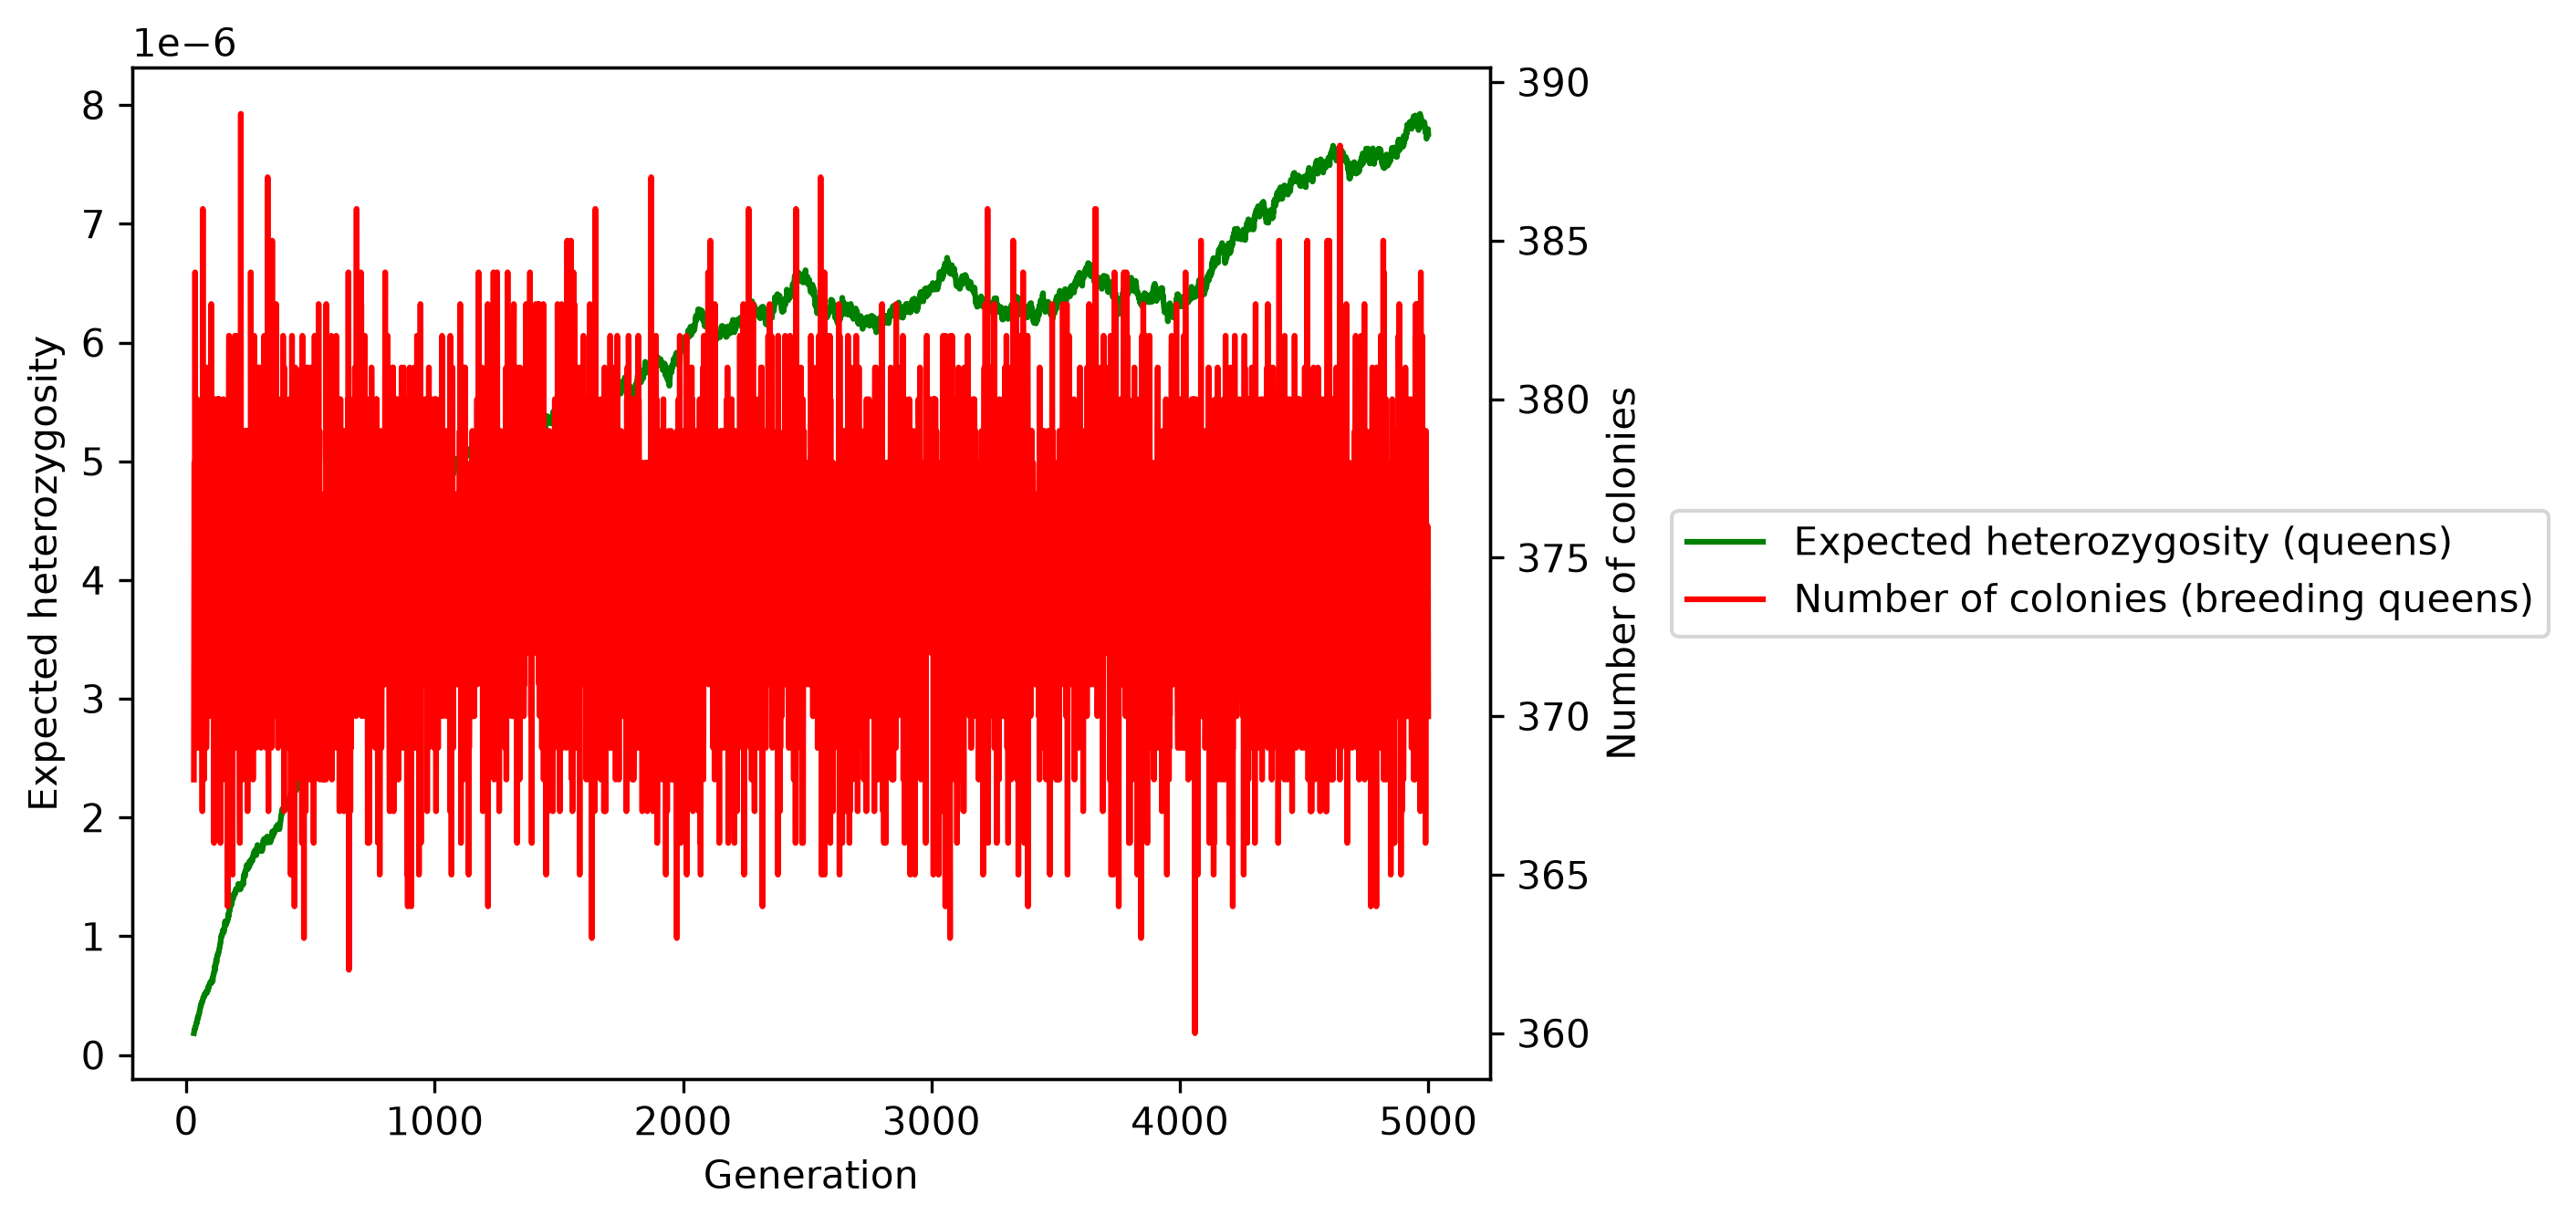 1e−6
8
7
6
5
4
3
2
1
0
Expected heterozygosity
390
385
380
375
370
365
360
Number of colonies
0 1000 2000 3000 4000 5000
Generation
Expected heterozygosity (queens)
Number of colonies (breeding queens)